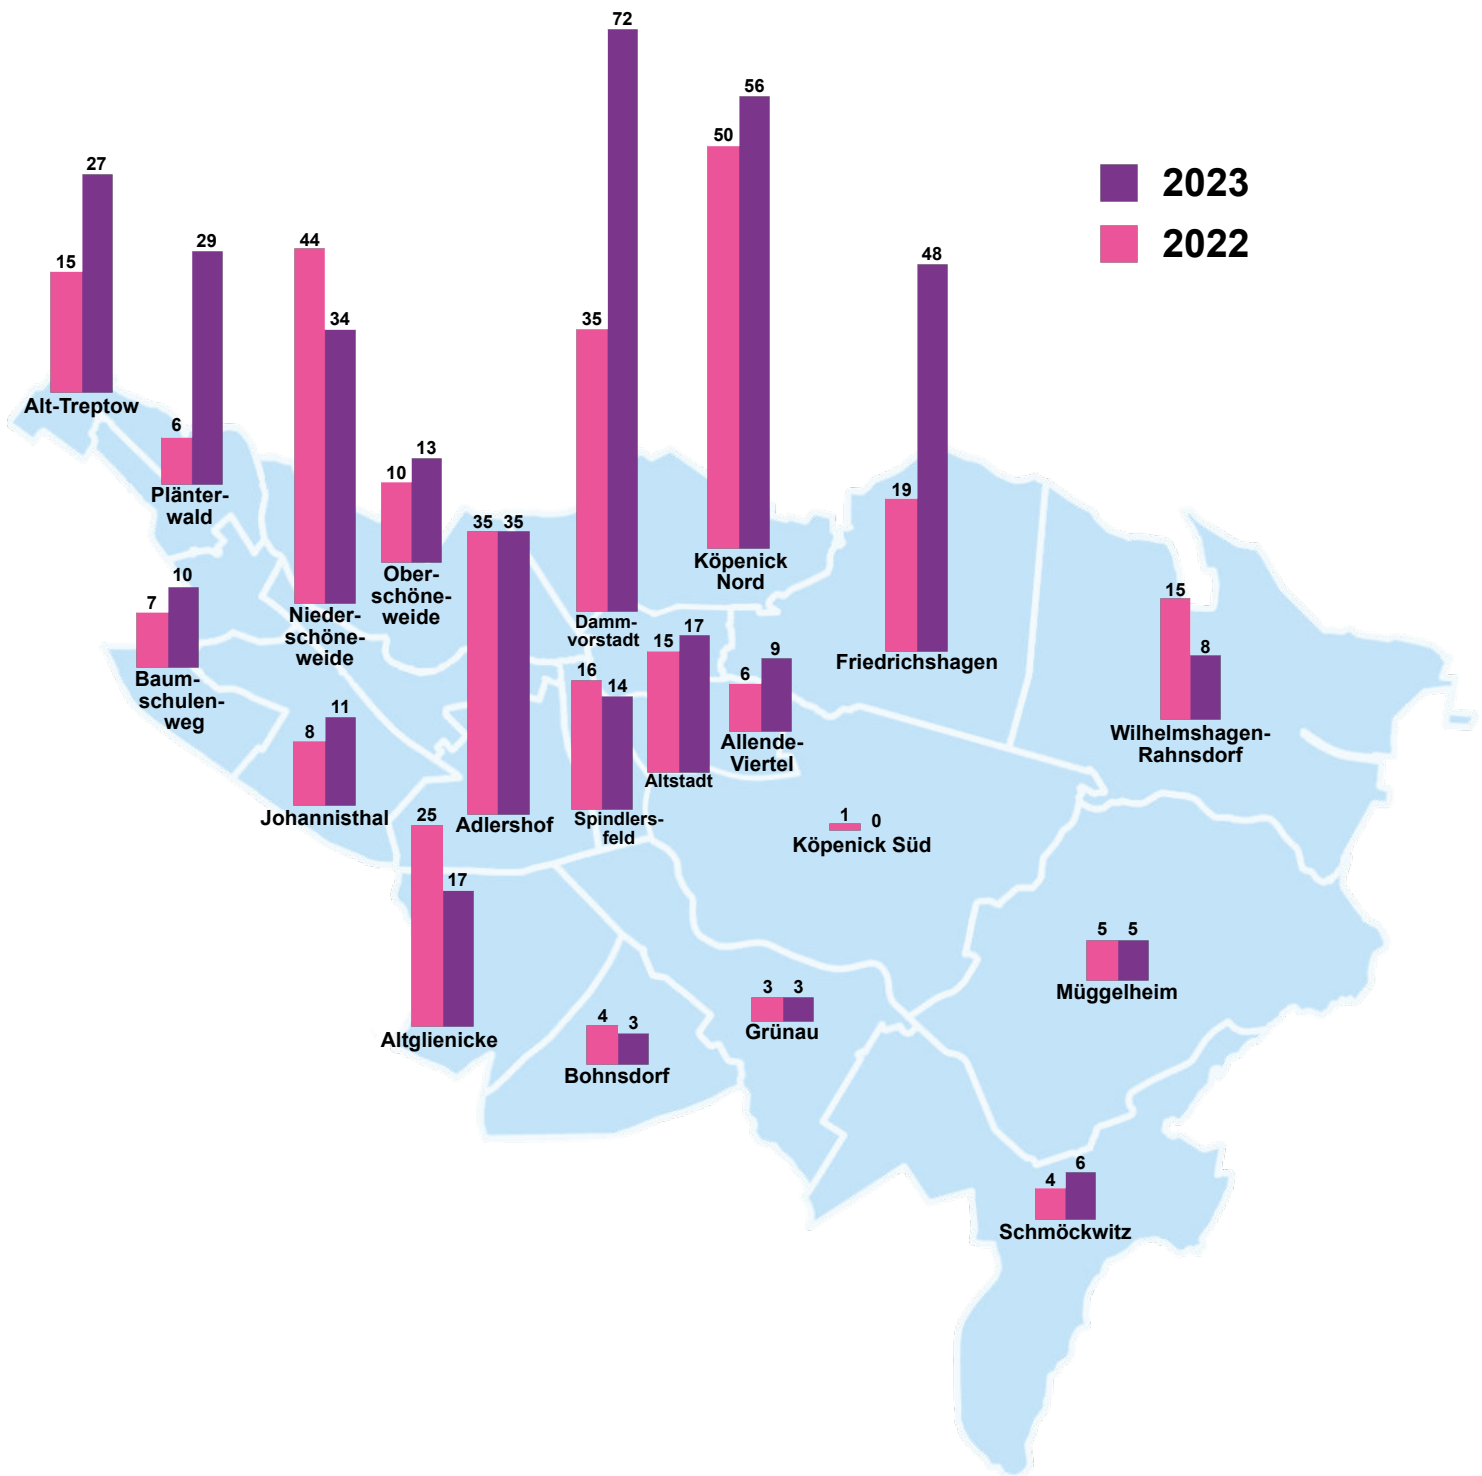 72
56
50
2023
2022
27
15
Alt-Treptow
29
6
Plänter-
wald
44
34
Nieder-
schöne-
weide
10
13
Ober-
schöne-
weide
35
Damm-
vorstadt
Köpenick
Nord
48
19
Friedrichshagen
7
10
Baum-
schulen-
weg
8
11
Johannisthal
35 35
Adlershof
16
14
Spindlers-
feld
15
17
Altstadt
6
9
Allende-
Viertel
15
8
Wilhelmshagen-
Rahnsdorf
25
17
Altglienicke
1 0
Köpenick Süd
5 5
Müggelheim
3 3
Grünau
4
3
Bohnsdorf
4
6
Schmöckwitz